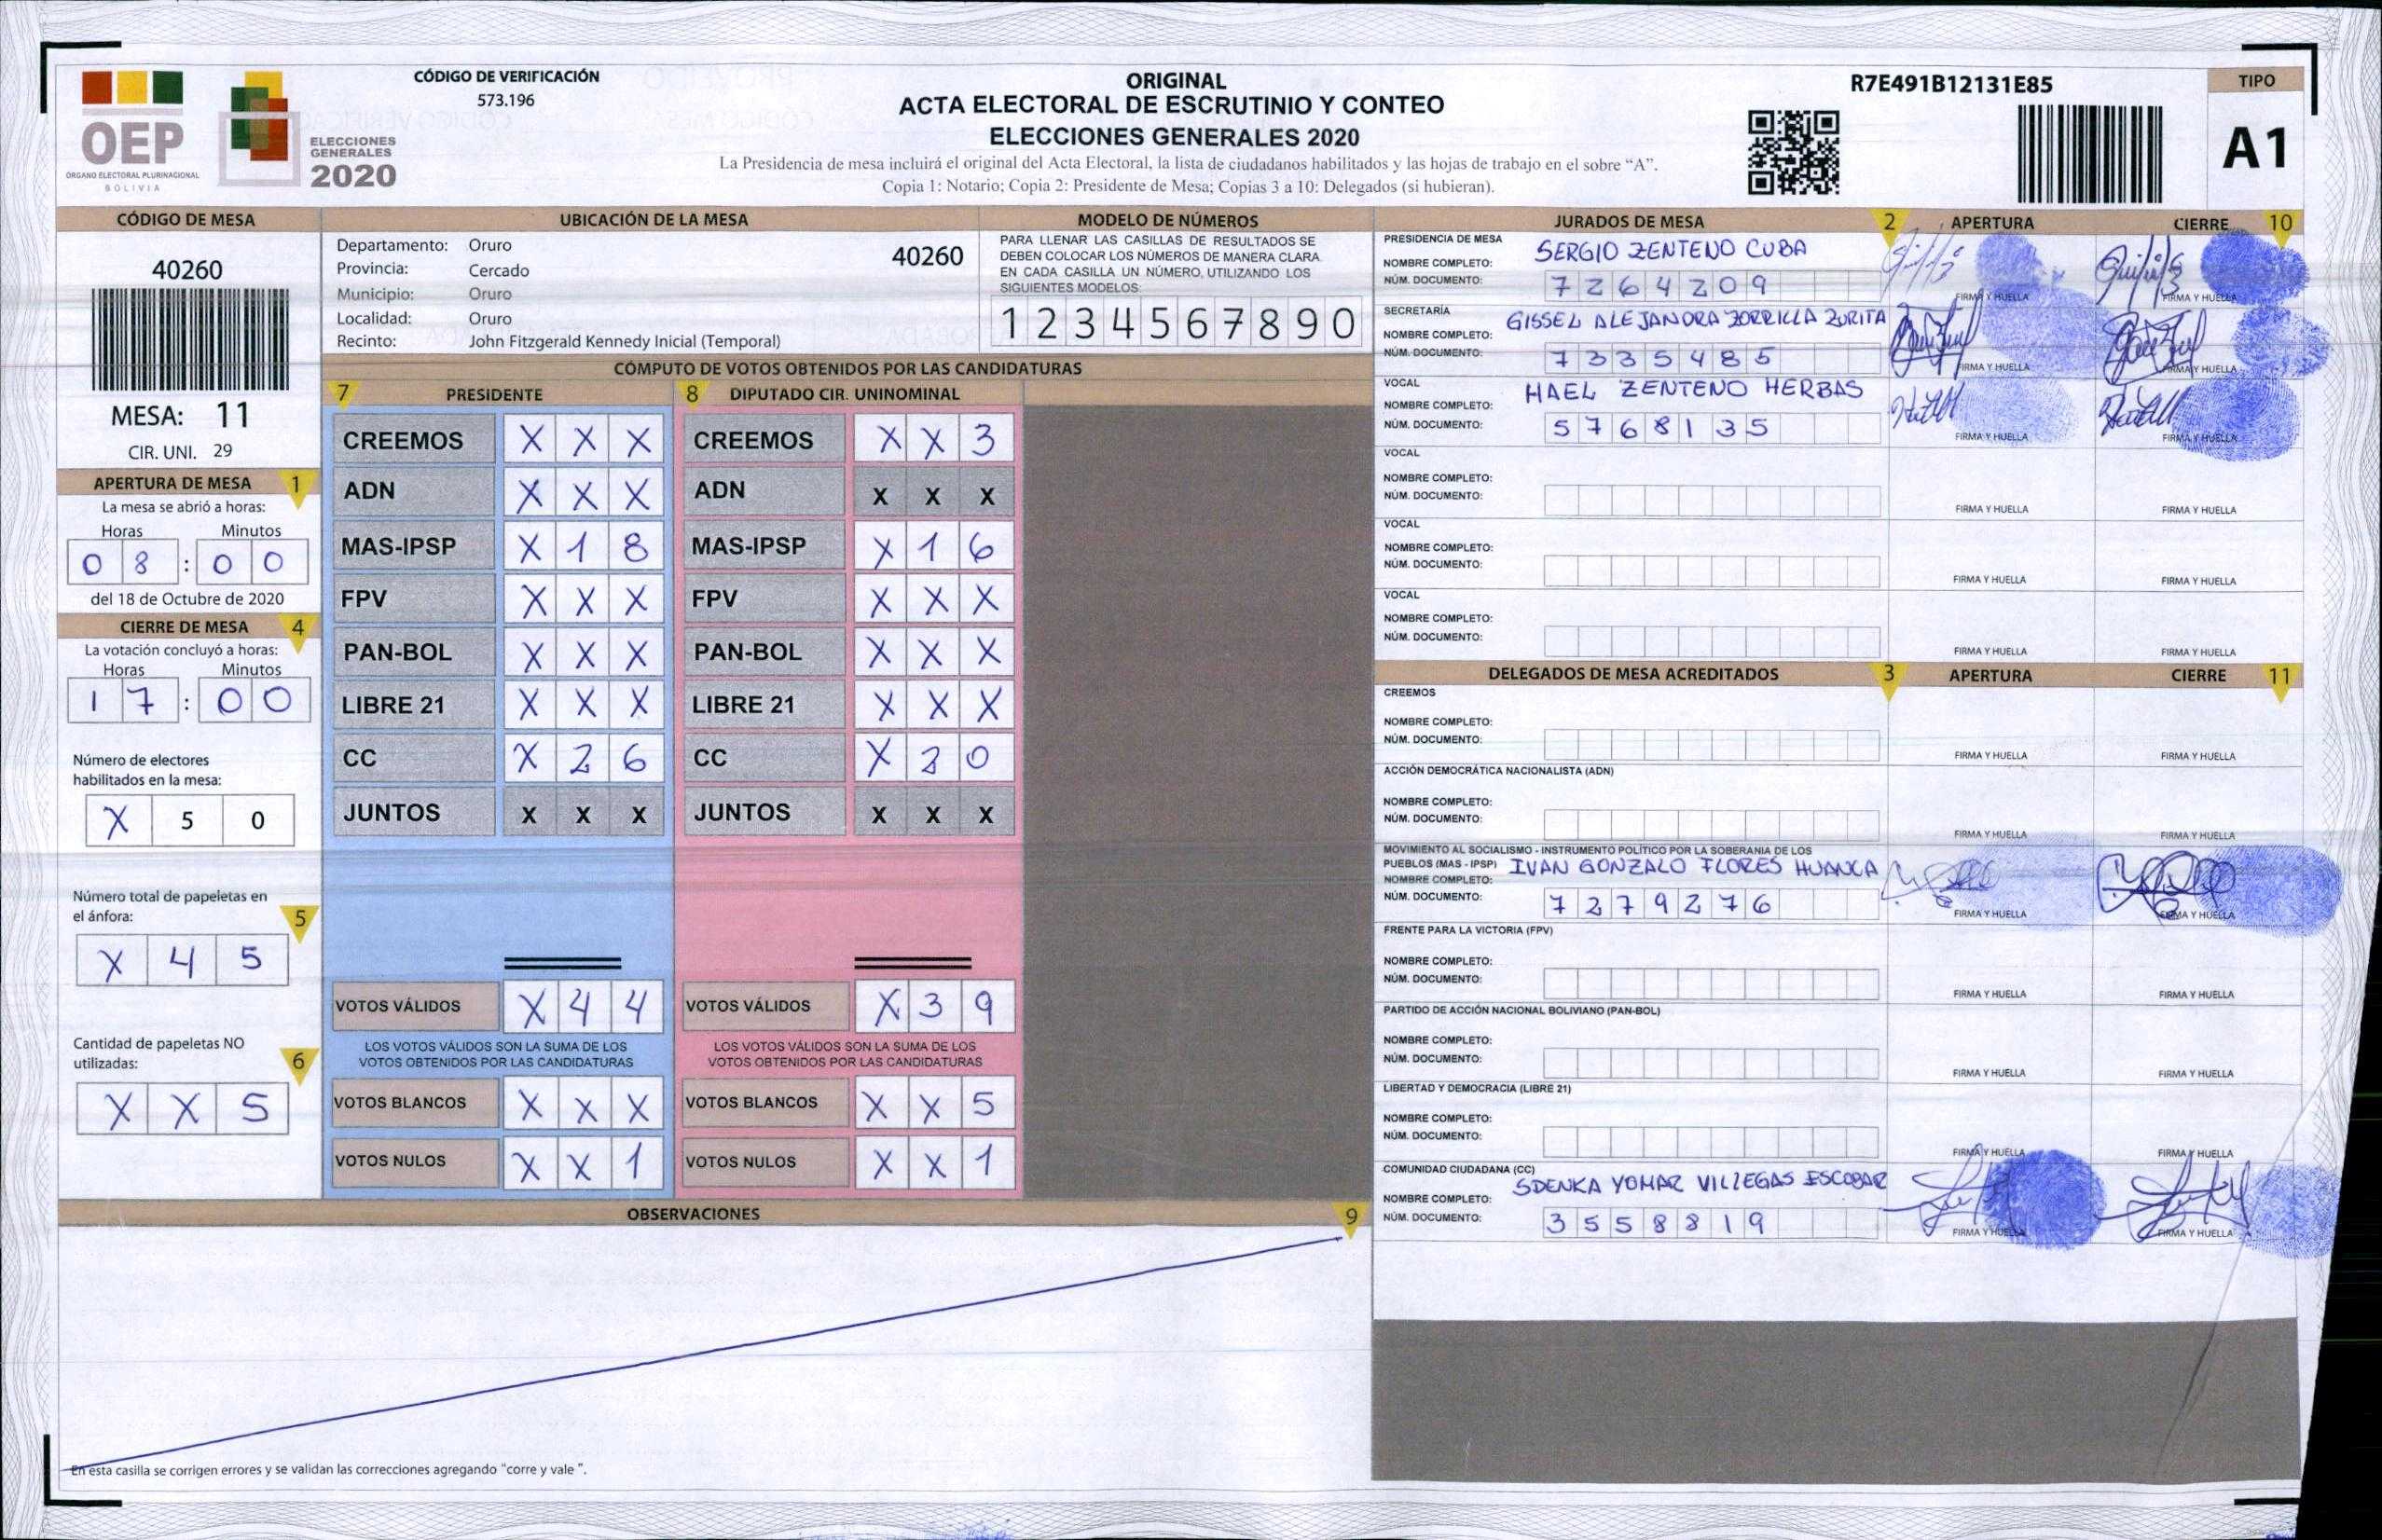 CÓDIGO DE VERIFICACIÓN
573.196
OEP
ÓRGANO ELECTORAL PLURINACIONAL
BOLIVIA
ELECCIONES
GENERALES
2020
ORIGINAL
ACTA ELECTORAL DE ESCRUTINIO Y CONTEO
ELECCIONES GENERALES 2020
La Presidencia de mesa incluirá el original del Acta Electoral, la lista de ciudadanos habilitados y las hojas de trabajo en el sobre “A”.
Copia 1: Notario; Copia 2: Presidente de Mesa; Copias 3 a 10: Delegados (si hubieran).
R7E491B12131E85
TIPO
A1
CÓDIGO DE MESA
40260
MESA: 11
CIR. UNI. 29
APERTURA DE MESA 1
La mesa se abrió a horas:
Horas Minutos
0 8 : 0 0
del 18 de Octubre de 2020
CIERRE DE MESA 4
La votación concluyó a horas:
Horas Minutos
1 7 : 0 0
Número de electores
habilitados en la mesa:
X 5 0
Número total de papeletas en
el ánfora: 5
X 4 5
Cantidad de papeletas NO
utilizadas: 6
X X 5
UBICACIÓN DE LA MESA
Departamento: Oruro 40260
Provincia: Cercado
Municipio: Oruro
Localidad: Oruro
Recinto: John Fitzgerald Kennedy Inicial (Temporal)
MODELO DE NÚMEROS
PARA LLENAR LAS CASILLAS DE RESULTADOS SE
DEBEN COLOCAR LOS NÚMEROS DE MANERA CLARA.
EN CADA CASILLA UN NÚMERO, UTILIZANDO LOS
SIGUIENTES MODELOS:
1 2 3 4 5 6 7 8 9 0
CÓMPUTO DE VOTOS OBTENIDOS POR LAS CANDIDATURAS
7 PRESIDENTE 8 DIPUTADO CIR. UNINOMINAL
CREEMOS X X X CREEMOS X X 3
ADN X X X ADN X X X
MAS-IPSP X 1 8 MAS-IPSP X 1 6
FPV X X X FPV X X X
PAN-BOL X X X PAN-BOL X X X
LIBRE 21 X X X LIBRE 21 X X X
CC X 2 6 CC X 2 0
JUNTOS X X X JUNTOS X X X
VOTOS VÁLIDOS X 4 4 VOTOS VÁLIDOS X 3 9
LOS VOTOS VÁLIDOS SON LA SUMA DE LOS LOS VOTOS VÁLIDOS SON LA SUMA DE LOS
VOTOS OBTENIDOS POR LAS CANDIDATURAS VOTOS OBTENIDOS POR LAS CANDIDATURAS
VOTOS BLANCOS X X X VOTOS BLANCOS X X 5
VOTOS NULOS X X 1 VOTOS NULOS X X 1
OBSERVACIONES 9
En esta casilla se corrigen errores y se validan las correcciones agregando "corre y vale ".
JURADOS DE MESA 2 APERTURA CIERRE 10
PRESIDENCIA DE MESA
NOMBRE COMPLETO: SERGIO ZENTENO CUBA
NÚM. DOCUMENTO: 7264209
FIRMA Y HUELLA FIRMA Y HUELLA
SECRETARÍA
NOMBRE COMPLETO: GISSEL ALEJANDRA ZORRILLA ZURITA
NÚM. DOCUMENTO: 7335485
FIRMA Y HUELLA FIRMA Y HUELLA
VOCAL
NOMBRE COMPLETO: HAEL ZENTENO HERBAS
NÚM. DOCUMENTO: 5768135
FIRMA Y HUELLA FIRMA Y HUELLA
VOCAL
NOMBRE COMPLETO:
NÚM. DOCUMENTO:
FIRMA Y HUELLA FIRMA Y HUELLA
VOCAL
NOMBRE COMPLETO:
NÚM. DOCUMENTO:
FIRMA Y HUELLA FIRMA Y HUELLA
VOCAL
NOMBRE COMPLETO:
NÚM. DOCUMENTO:
FIRMA Y HUELLA FIRMA Y HUELLA
DELEGADOS DE MESA ACREDITADOS 3 APERTURA CIERRE 11
CREEMOS
NOMBRE COMPLETO:
NÚM. DOCUMENTO:
FIRMA Y HUELLA FIRMA Y HUELLA
ACCIÓN DEMOCRÁTICA NACIONALISTA (ADN)
NOMBRE COMPLETO:
NÚM. DOCUMENTO:
FIRMA Y HUELLA FIRMA Y HUELLA
MOVIMIENTO AL SOCIALISMO - INSTRUMENTO POLÍTICO POR LA SOBERANIA DE LOS
PUEBLOS (MAS - IPSP)
NOMBRE COMPLETO: IVAN GONZALO FLORES HUANCA
NÚM. DOCUMENTO: 7279276
FIRMA Y HUELLA FIRMA Y HUELLA
FRENTE PARA LA VICTORIA (FPV)
NOMBRE COMPLETO:
NÚM. DOCUMENTO:
FIRMA Y HUELLA FIRMA Y HUELLA
PARTIDO DE ACCIÓN NACIONAL BOLIVIANO (PAN-BOL)
NOMBRE COMPLETO:
NÚM. DOCUMENTO:
FIRMA Y HUELLA FIRMA Y HUELLA
LIBERTAD Y DEMOCRACIA (LIBRE 21)
NOMBRE COMPLETO:
NÚM. DOCUMENTO:
FIRMA Y HUELLA FIRMA Y HUELLA
COMUNIDAD CIUDADANA (CC)
NOMBRE COMPLETO: SDENKA YOMAR VILLEGAS ESCOBAR
NÚM. DOCUMENTO: 3558819
FIRMA Y HUELLA FIRMA Y HUELLA